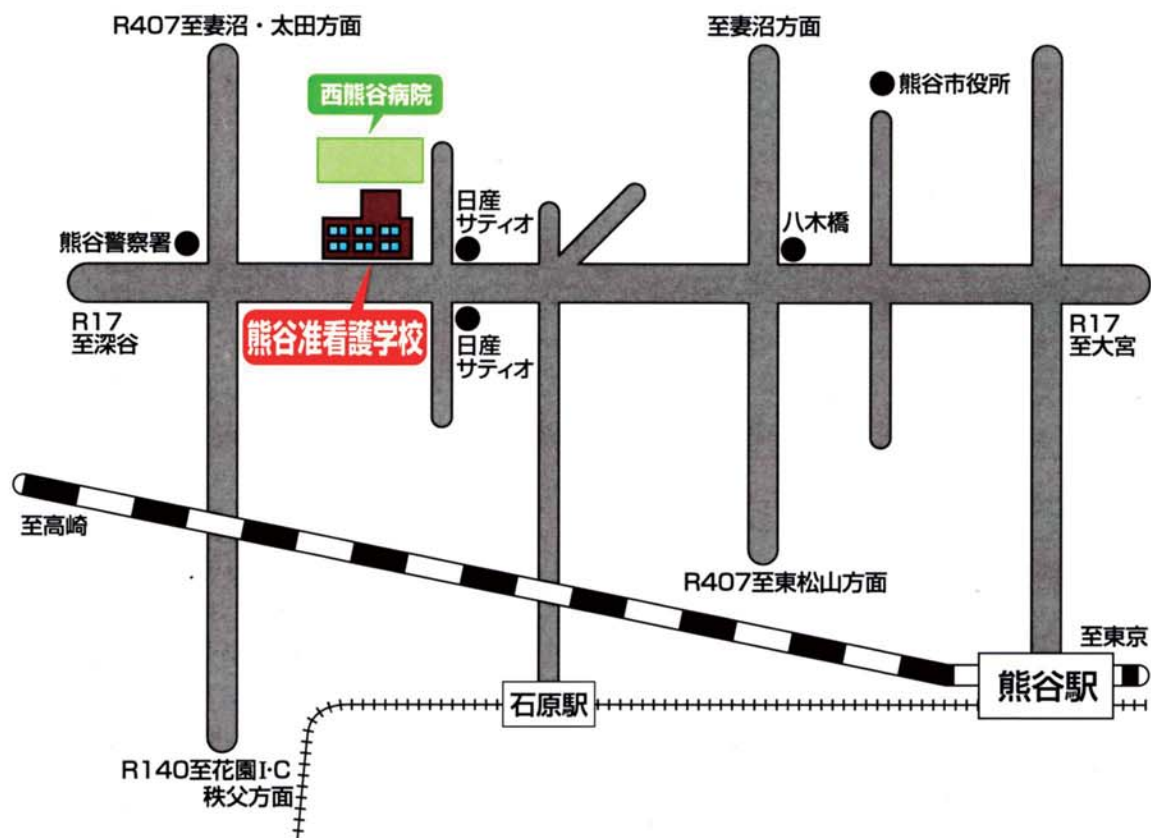 R407至妻沼・太田方面
至妻沼方面
西熊谷病院
熊谷市役所
日産
サティオ
八木橋
熊谷警察署
熊谷准看護学校
R17
至深谷
日産
サティオ
R17
至大宮
至高崎
R407至東松山方面
至東京
熊谷駅
石原駅
R140至花園I・C
秩父方面